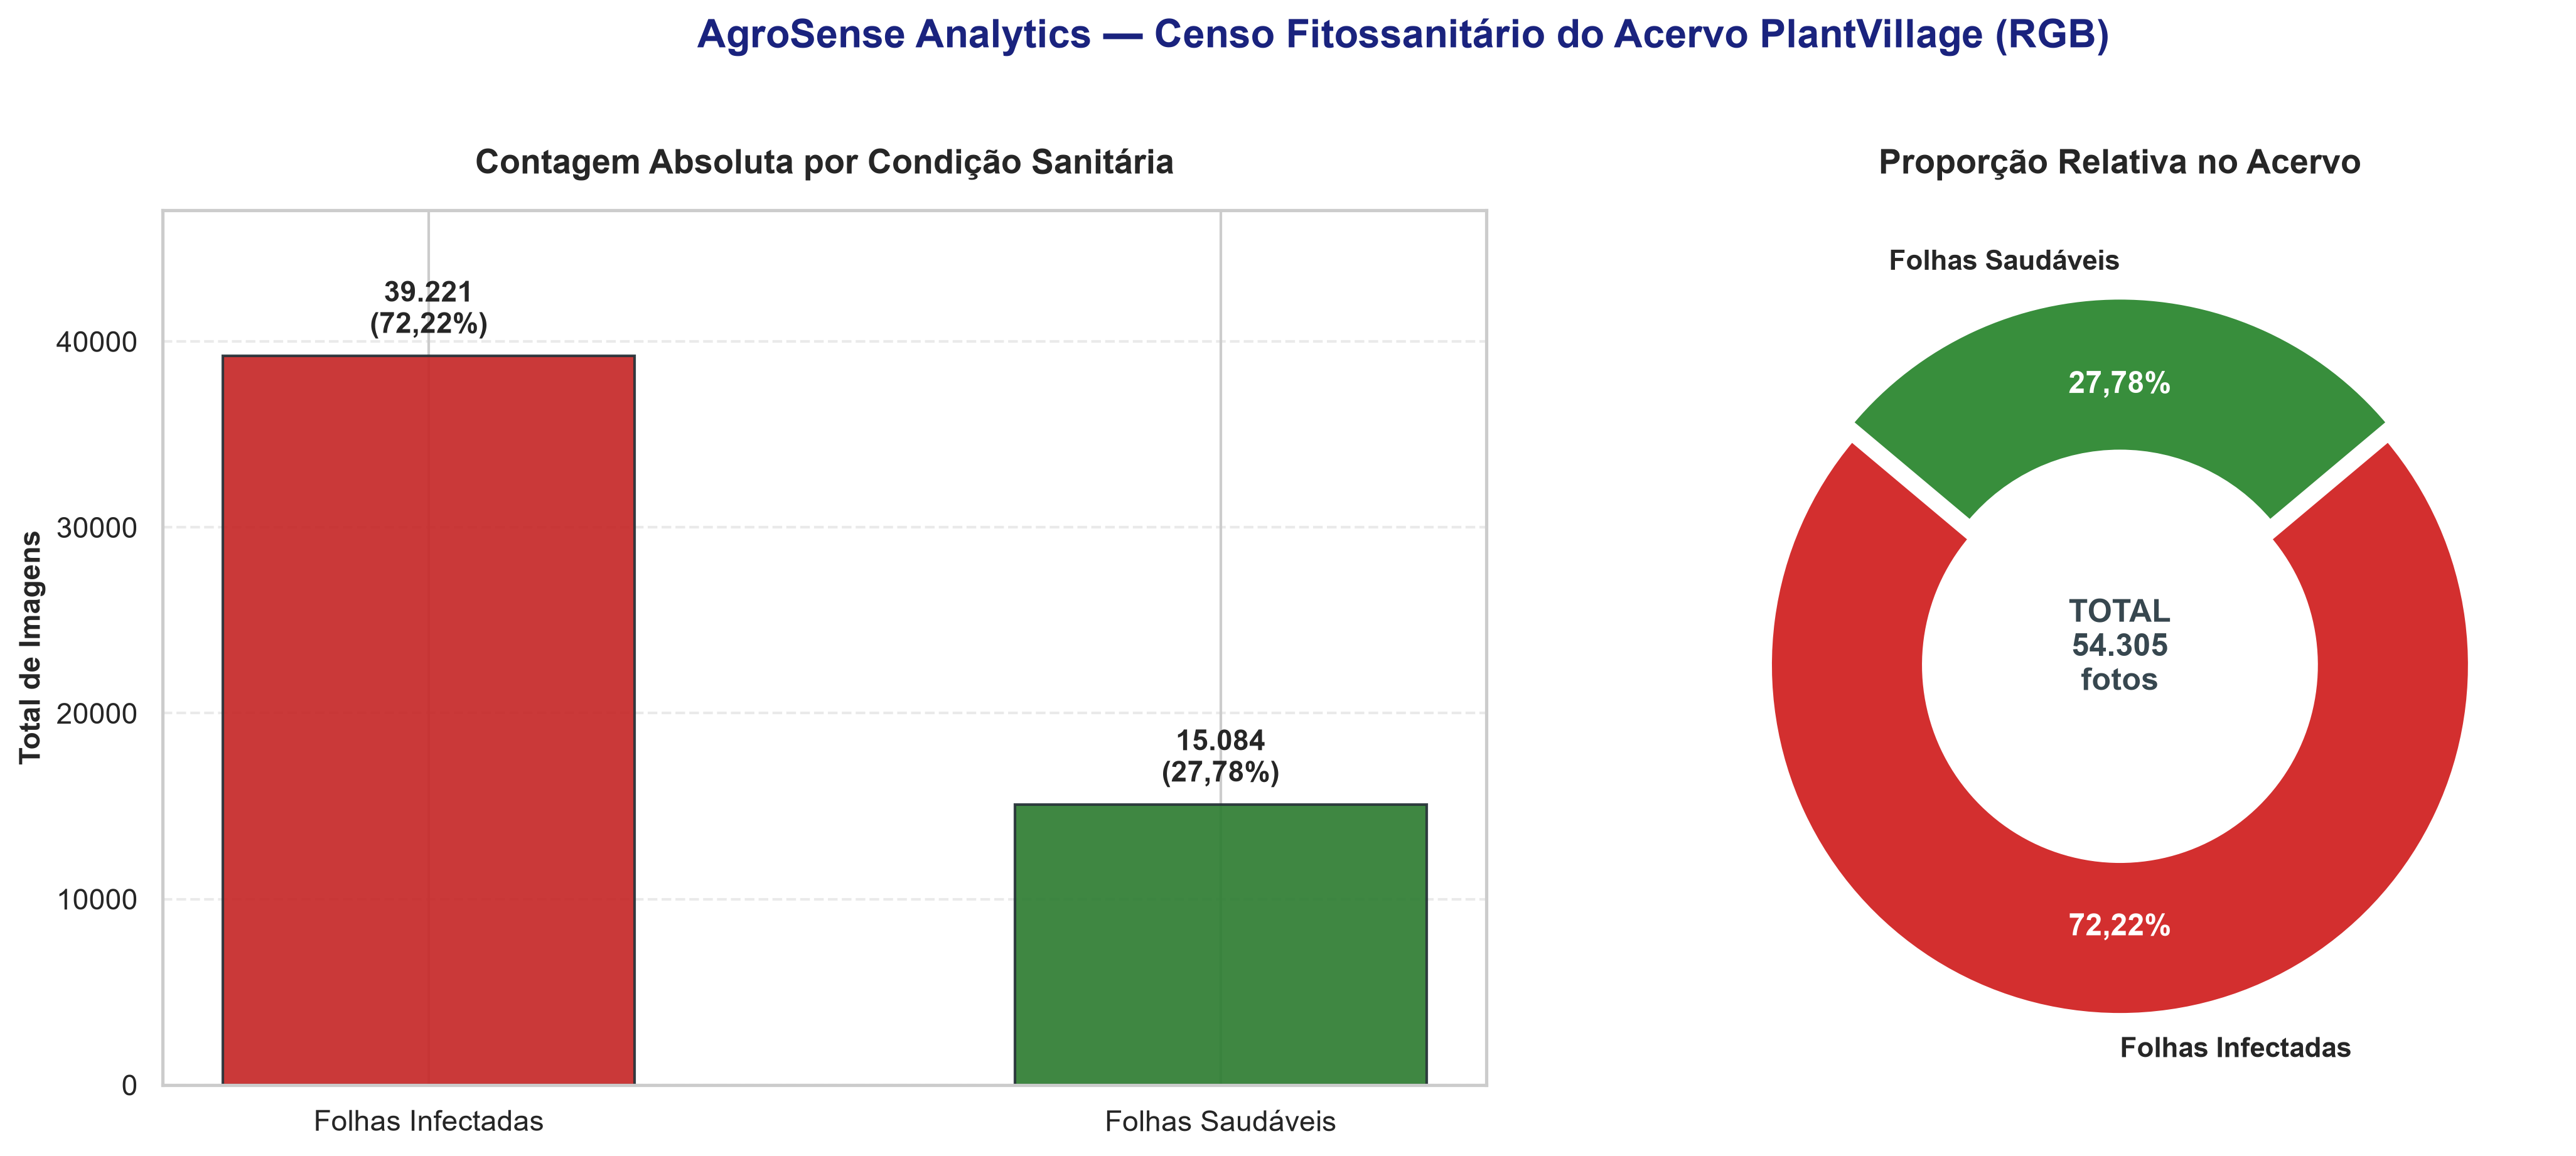 AgroSense Analytics — Censo Fitossanitário do Acervo PlantVillage (RGB)
Contagem Absoluta por Condição Sanitária
Total de Imagens
40000
30000
20000
10000
0
39.221
(72,22%)
15.084
(27,78%)
Folhas Infectadas
Folhas Saudáveis
Proporção Relativa no Acervo
Folhas Saudáveis
27,78%
TOTAL
54.305
fotos
72,22%
Folhas Infectadas